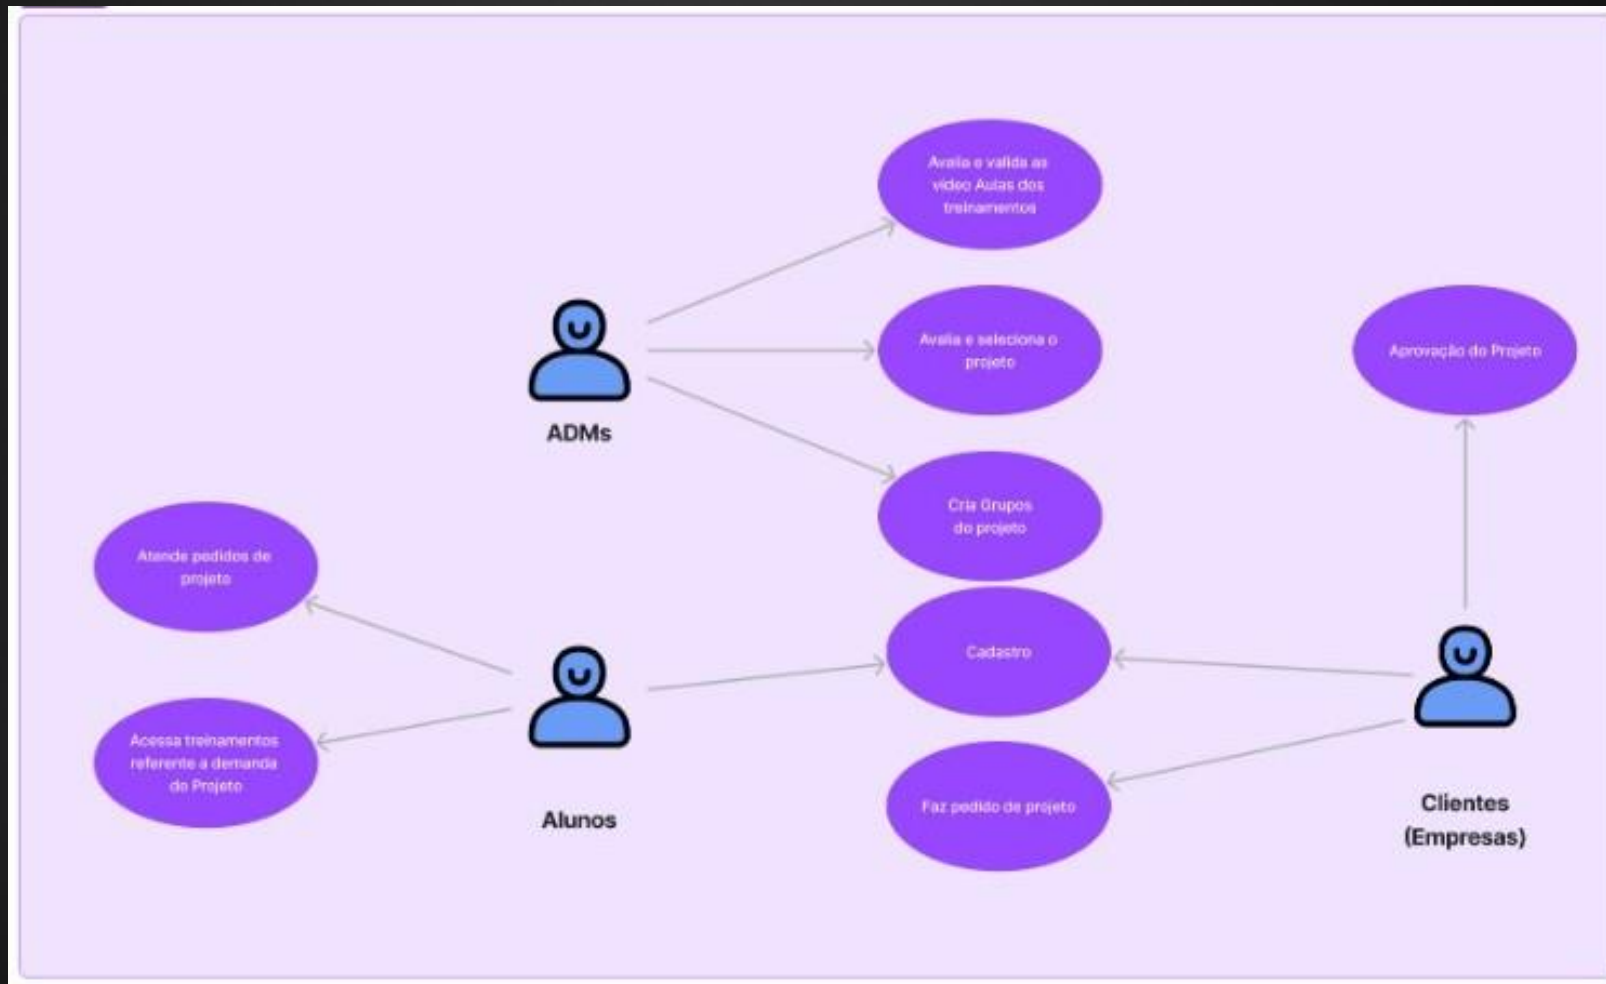 Avalia e valida as
vídeo Aulas dos
treinamentos
Avalia e seleciona o
projeto
Aprovação do Projeto
ADMs
Cria Grupos
do projeto
Atende pedidos de
projeto
Cadastro
Acessa treinamentos
referente a demanda
do Projeto
Alunos
Faz pedido de projeto
Clientes
(Empresas)